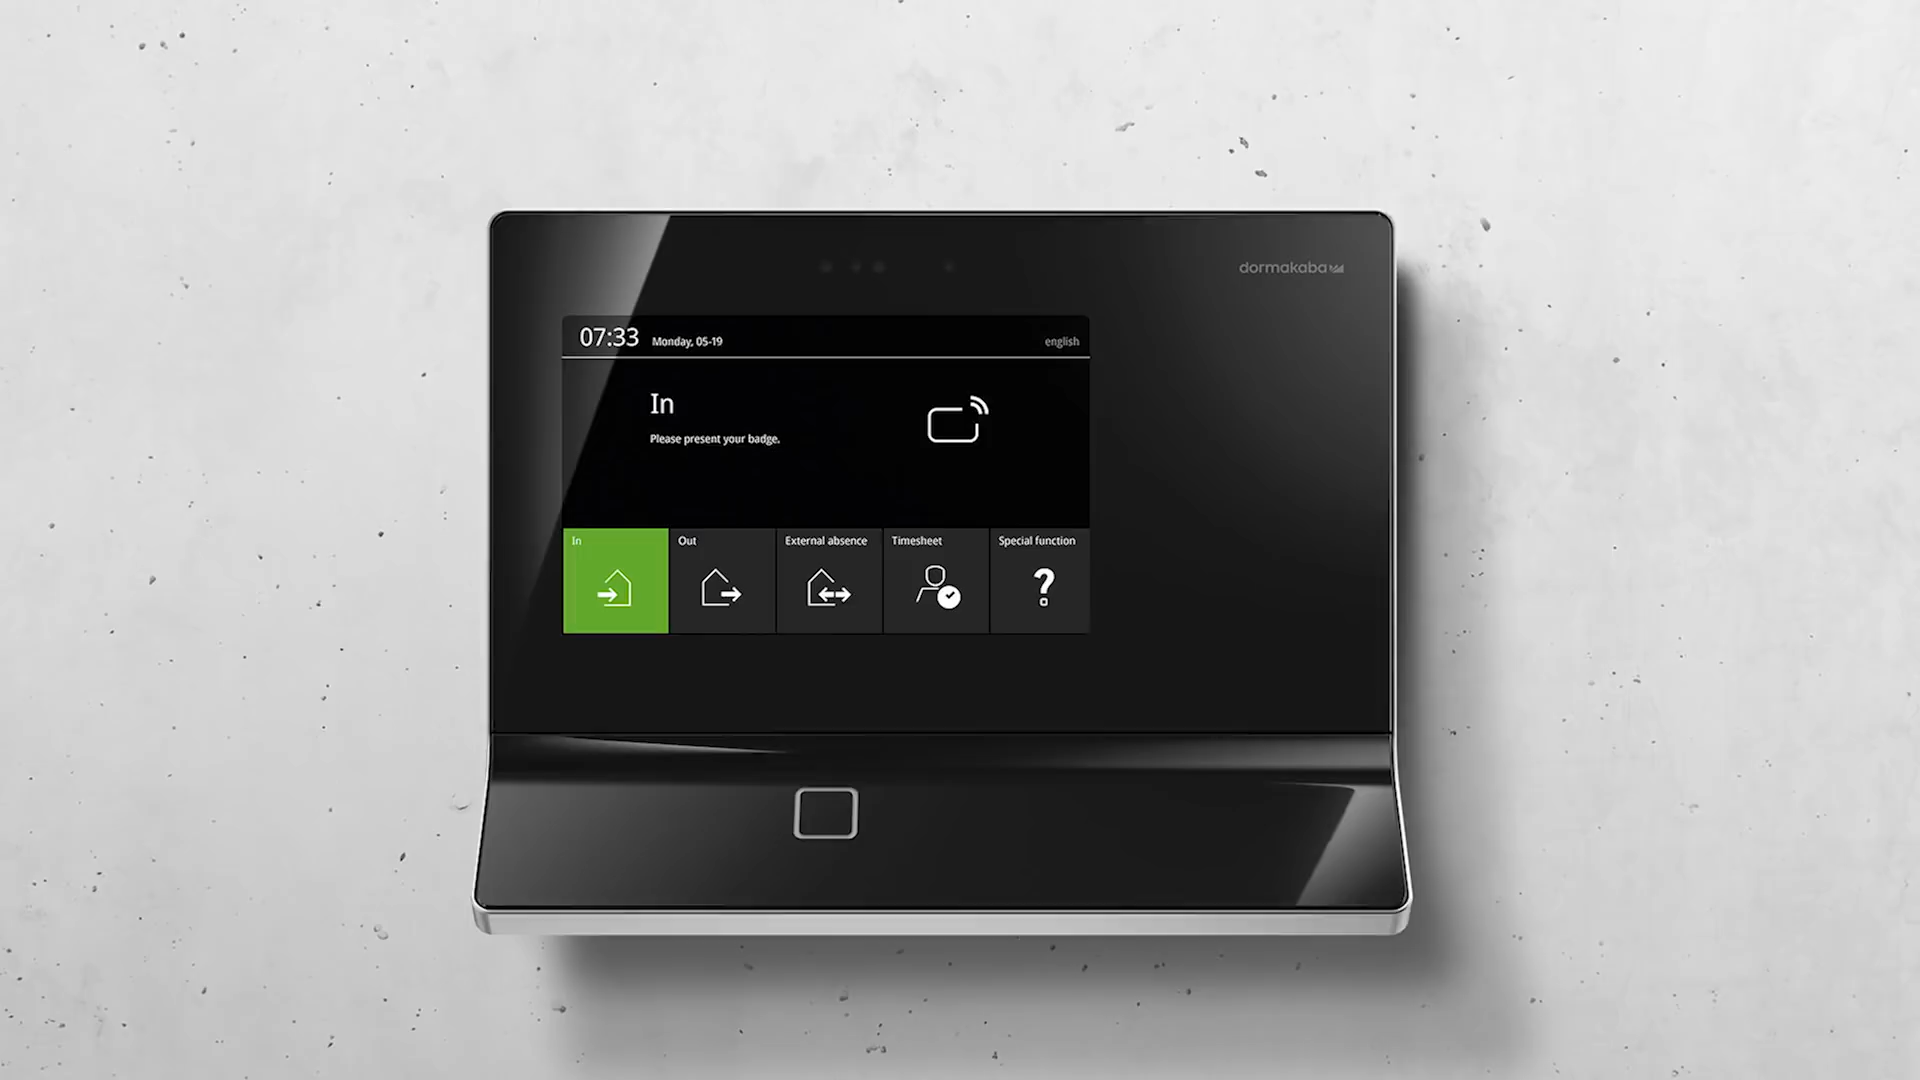 dormakaba
07:33 Monday, 05-19 english
In
Please present your badge.
In Out External absence Timesheet Special function